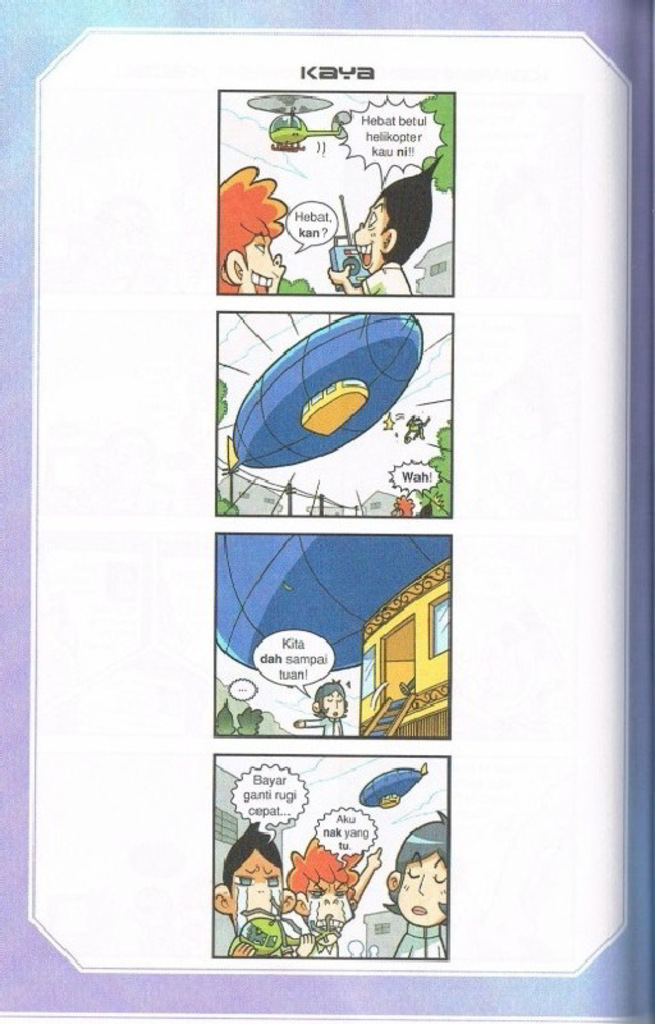 KAYA
Hebat betul
helikopter
kau ni!!
Hebat,
kan?
Wah!
Kita
dah sampai
tuan!
...
Bayar
ganti rugi
cepat...
Aku
nak yang
tu.